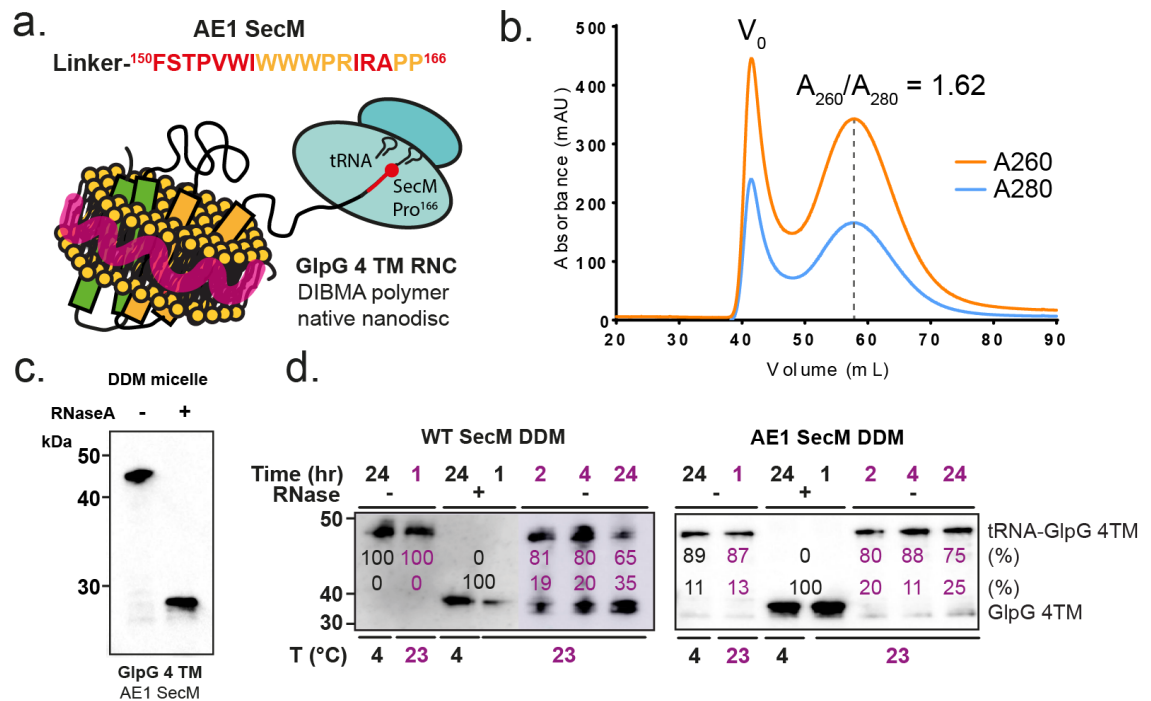 a.
AE1 SecM
Linker-¹⁵⁰FSTPVWIWWWPRIRAPP¹⁶⁶
tRNA
SecM
Pro¹⁶⁶
GlpG 4 TM RNC
DIBMA polymer
native nanodisc
b.
V₀
A₂₆₀/A₂₈₀ = 1.62
A260
A280
Absorbance (mAU)
500
400
300
200
100
0
20 30 40 50 60 70 80 90
Volume (mL)
c.
DDM micelle
RNaseA - +
kDa
50
40
30
GlpG 4 TM
AE1 SecM
d.
WT SecM DDM AE1 SecM DDM
Time (hr) 24 1 24 1 2 4 24 24 1 24 1 2 4 24
RNase - + - - + -
50 tRNA-GlpG 4TM
100 100 0 81 80 65 89 87 0 80 88 75 (%)
0 0 100 19 20 35 11 13 100 20 11 25 (%)
40 GlpG 4TM
30
T (°C) 4 23 4 23 4 23 4 23